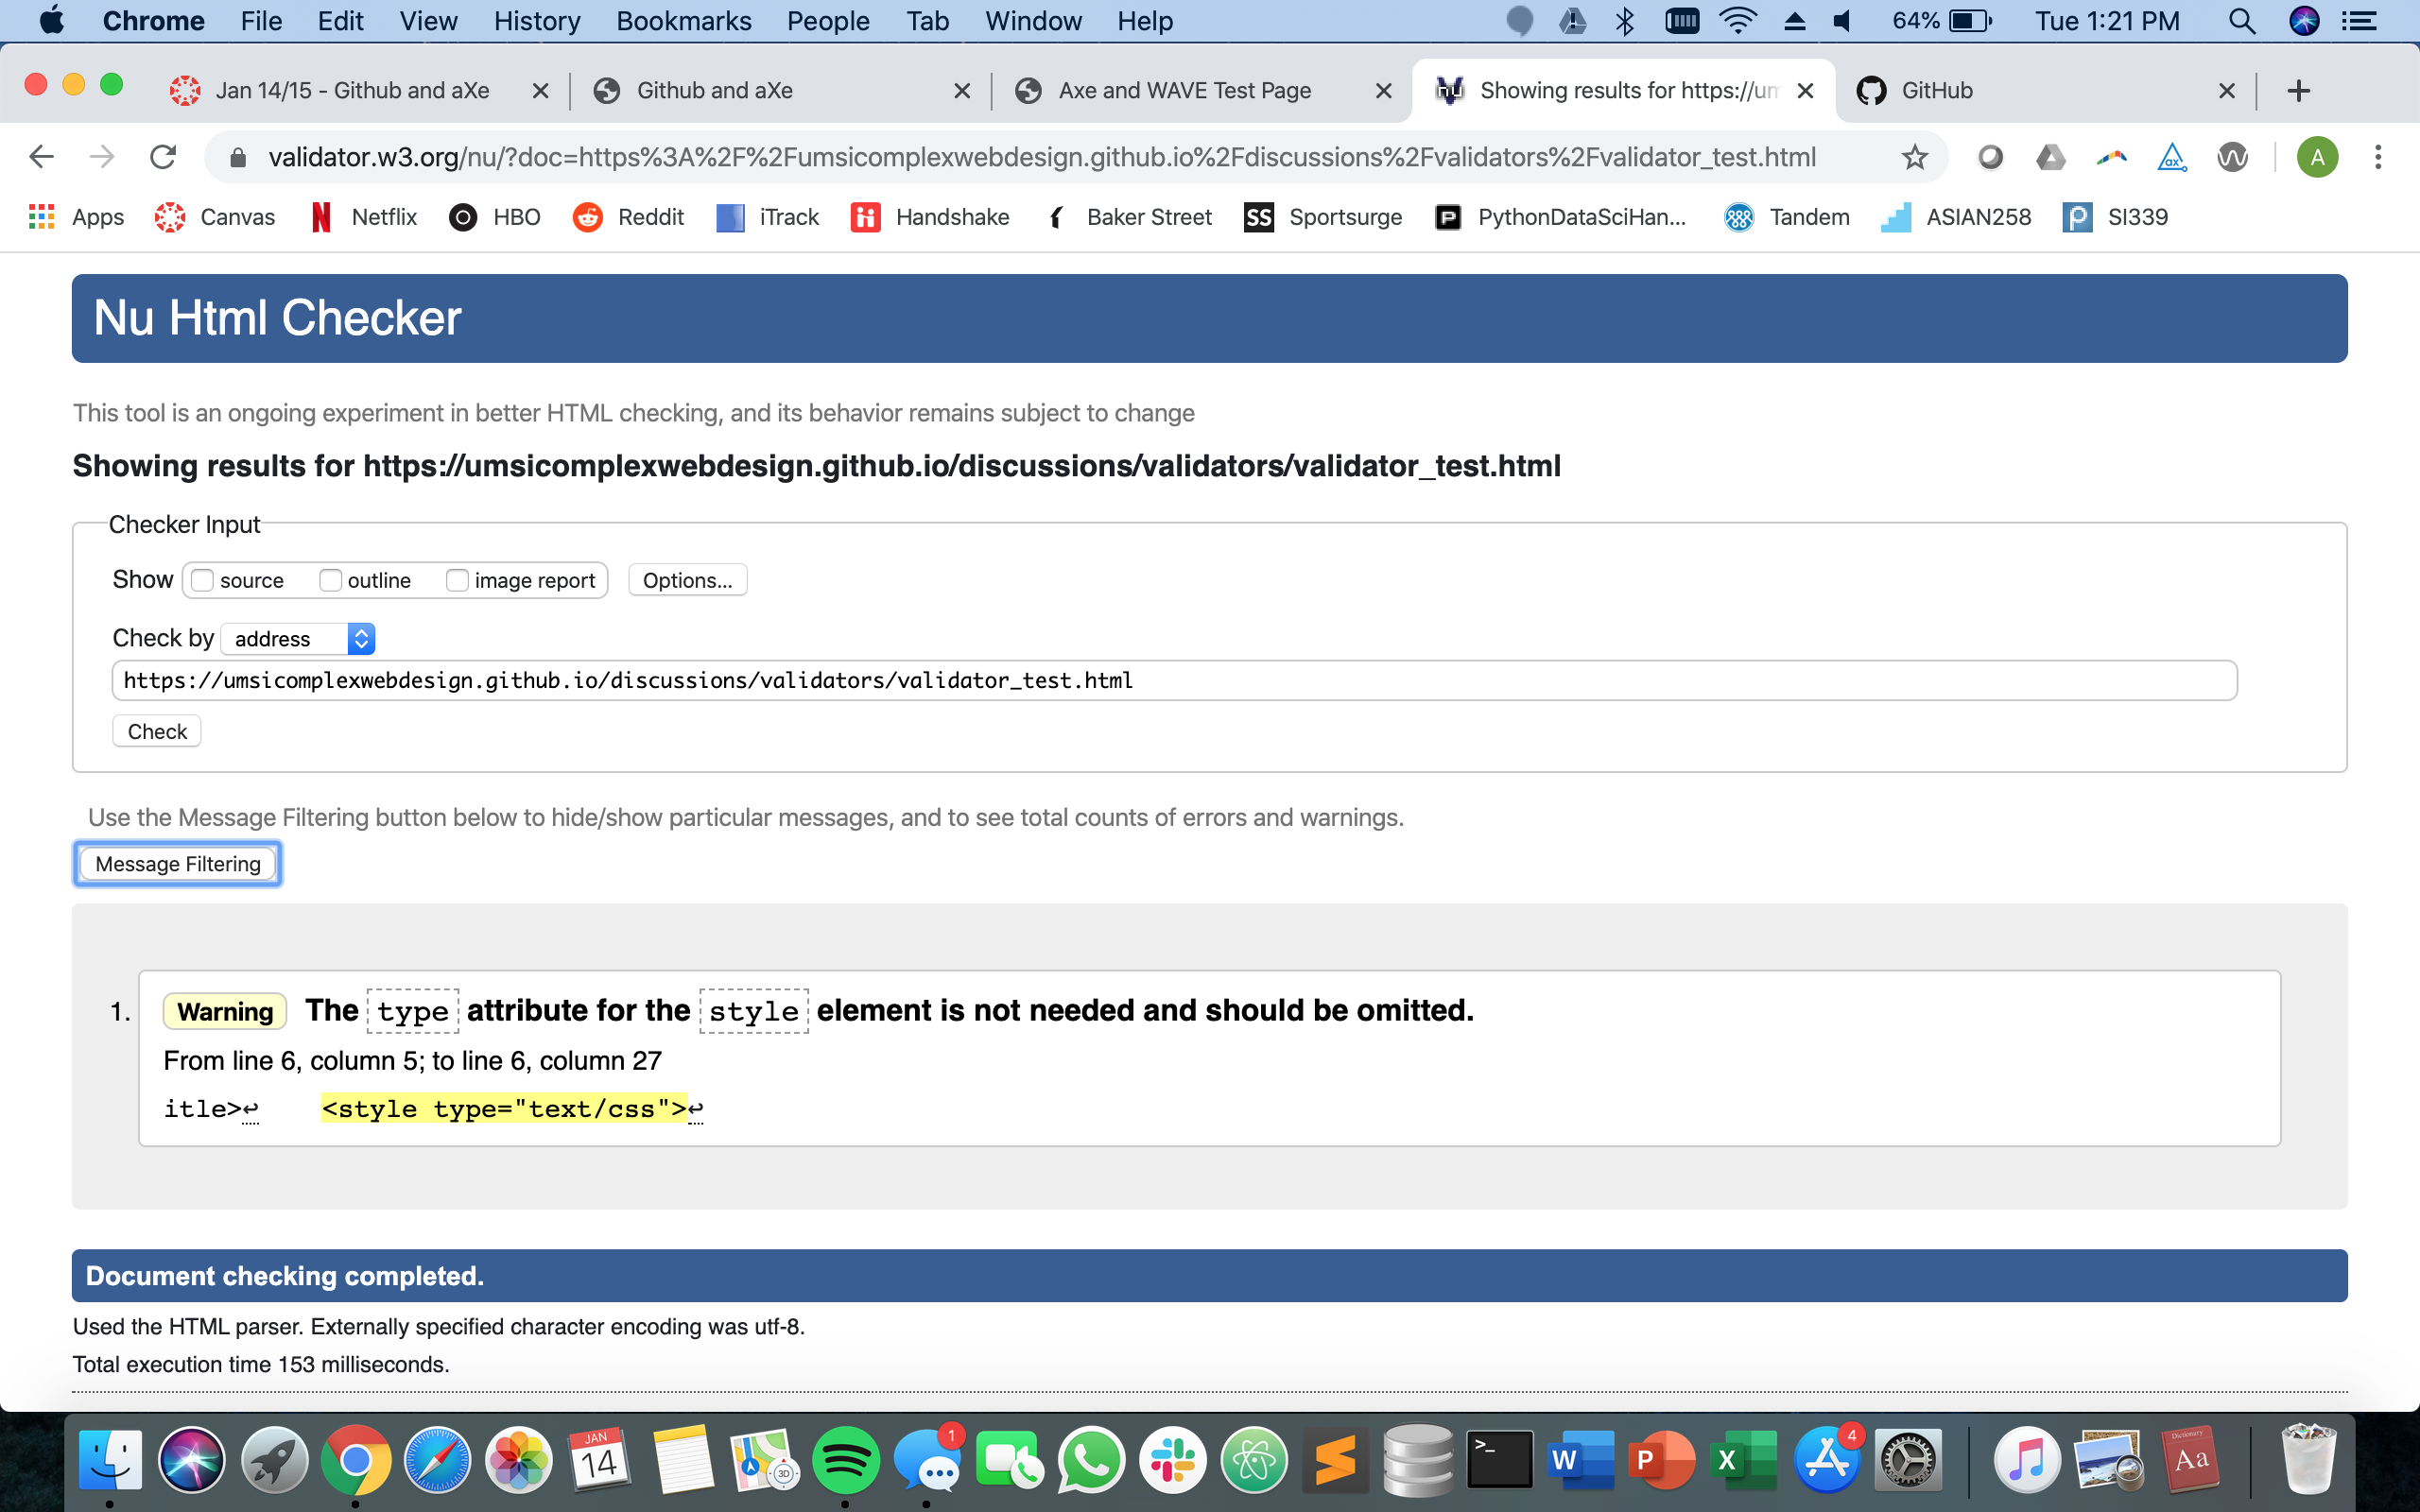 Chrome File Edit View History Bookmarks People Tab Window Help 64% Tue 1:21 PM
Jan 14/15 - Github and aXe Github and aXe Axe and WAVE Test Page Showing results for https://um GitHub
validator.w3.org/nu/?doc=https%3A%2F%2Fumsicomplexwebdesign.github.io%2Fdiscussions%2Fvalidators%2Fvalidator_test.html A
Apps Canvas Netflix HBO Reddit iTrack Handshake Baker Street SS Sportsurge PythonDataSciHan... Tandem ASIAN258 SI339
Nu Html Checker
This tool is an ongoing experiment in better HTML checking, and its behavior remains subject to change
Showing results for https://umsicomplexwebdesign.github.io/discussions/validators/validator_test.html
Checker Input
Show source outline image report Options...
Check by address
https://umsicomplexwebdesign.github.io/discussions/validators/validator_test.html
Check
Use the Message Filtering button below to hide/show particular messages, and to see total counts of errors and warnings.
Message Filtering
1. Warning The type attribute for the style element is not needed and should be omitted.
From line 6, column 5; to line 6, column 27
itle>↩ <style type="text/css">↩
Document checking completed.
Used the HTML parser. Externally specified character encoding was utf-8.
Total execution time 153 milliseconds.
JAN 14 3D 1 >_ W P X 4 Dictionary Aa